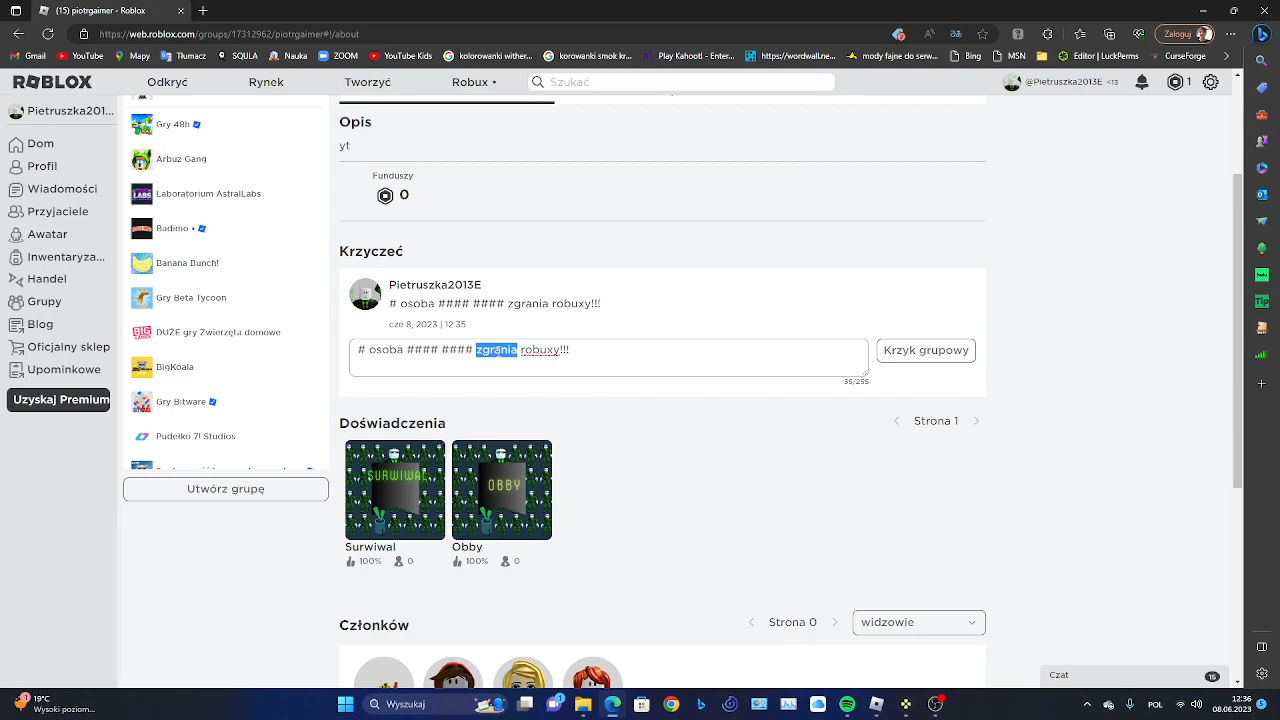 (15) piotrgaimer - Roblox
https://web.roblox.com/groups/17312962/piotrgaimer#!/about
Zaloguj
Gmail
YouTube
Mapy
Tłumacz
SQULA
Nauka
ZOOM
YouTube
kolorowanki wither...
kolorowanki smok kr...
Play Kahoot! - Enter...
https://wordwall.ne...
mody fajne do serw...
Bing
MSN
Editor | LuckPerms
CurseForge
ROBLOX
Odkryć
Rynek
Tworzyć
Robux
Szukać
@Pietruszka2013E <13
1
Pietruszka201...
Dom
Profil
Wiadomości
Przyjaciele
Awatar
Inwentaryza...
Handel
Grupy
Blog
Oficjalny sklep
Upominkowe
Uzyskaj Premium
Gry 48h
Arbuz Gang
Laboratorium AstralLabs
Badimo
Banana Bunch!
Gry Beta Tycoon
DUŻE gry Zwierzęta domowe
BigKoala
Gry Bitware
Pudełko 7! Studios
Utwórz grupę
Opis
yt
Funduszy
0
Krzyczeć
Pietruszka2013E
# osoba #### #### zgrania robuxy!!!
cze 8, 2023 | 12:35
# osoba #### #### zgrania robuxy!!!
Krzyk grupowy
35/255
Doświadczenia
Strona 1
SURWIWAL
OBBY
Surwiwal
Obby
100% 0
100% 0
Członków
Strona 0
widzowie
Czat
15
19°C
Wysoki poziom...
Wyszukaj
12:36
08.06.2023